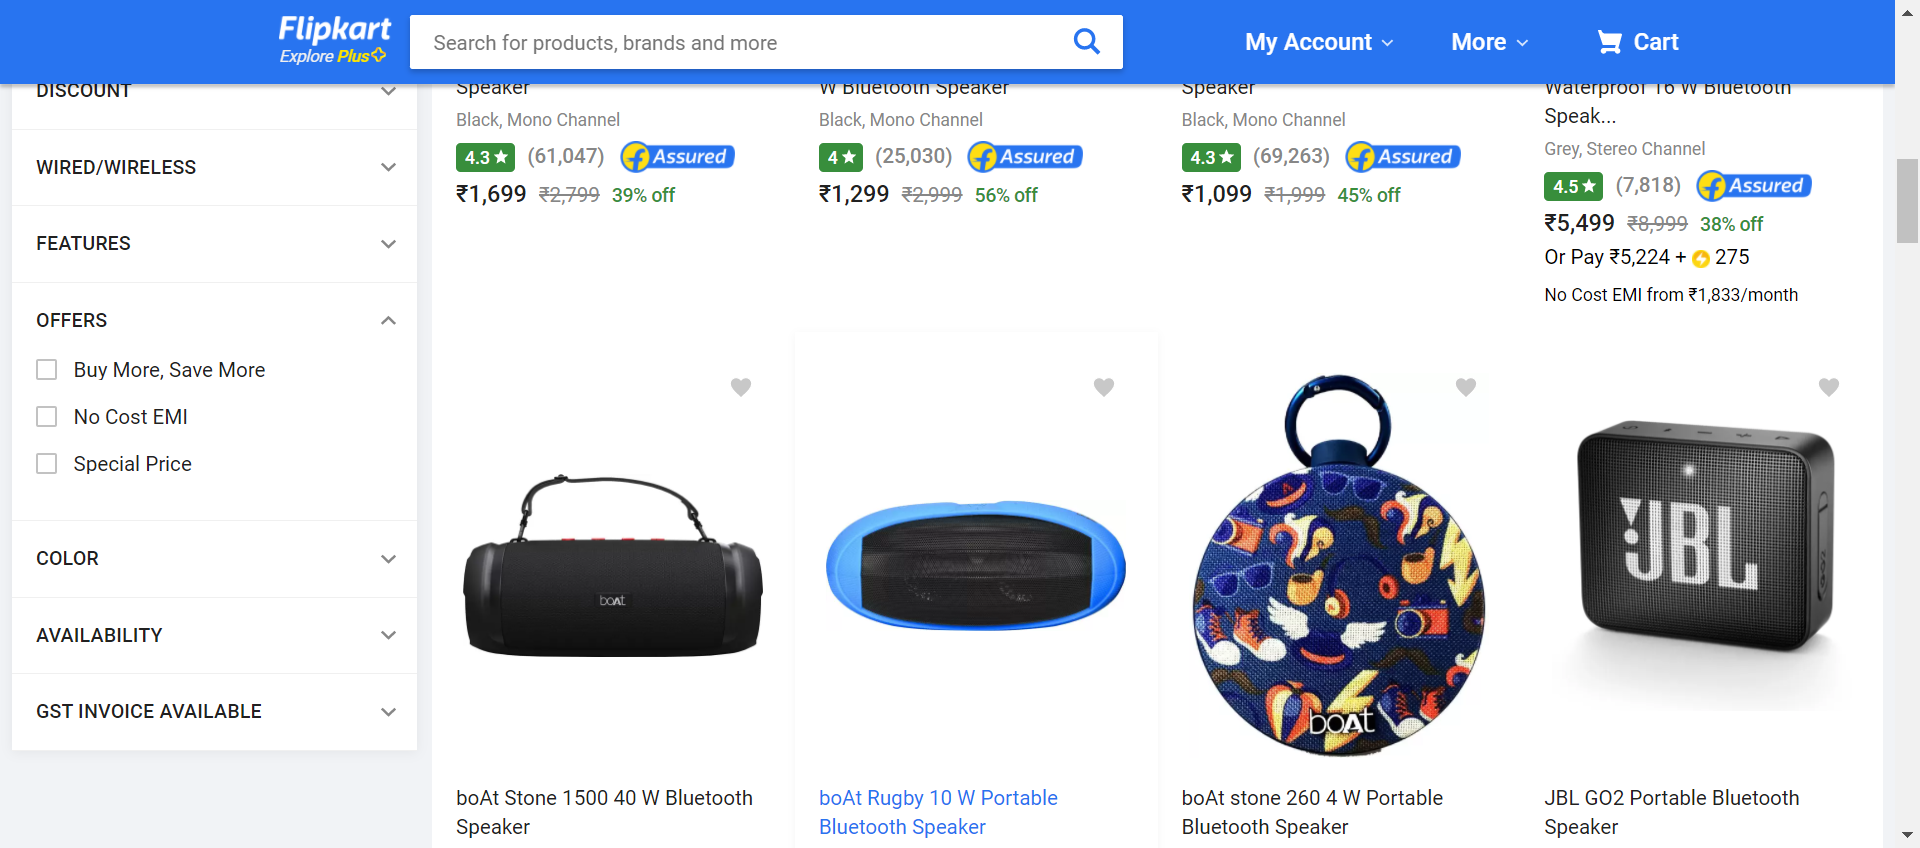 Flipkart
Explore Plus
Search for products, brands and more
My Account
More
Cart
DISCOUNT
WIRED/WIRELESS
FEATURES
OFFERS
Buy More, Save More
No Cost EMI
Special Price
COLOR
AVAILABILITY
GST INVOICE AVAILABLE
Speaker
Black, Mono Channel
4.3★ (61,047) Assured
₹1,699 ₹2,799 39% off
W Bluetooth Speaker
Black, Mono Channel
4★ (25,030) Assured
₹1,299 ₹2,999 56% off
Speaker
Black, Mono Channel
4.3★ (69,263) Assured
₹1,099 ₹1,999 45% off
Waterproof 16 W Bluetooth
Speak...
Grey, Stereo Channel
4.5★ (7,818) Assured
₹5,499 ₹8,999 38% off
Or Pay ₹5,224 + 275
No Cost EMI from ₹1,833/month
boAt
boAt Stone 1500 40 W Bluetooth
Speaker
boAt Rugby 10 W Portable
Bluetooth Speaker
boAt
boAt stone 260 4 W Portable
Bluetooth Speaker
JBL
JBL GO2 Portable Bluetooth
Speaker